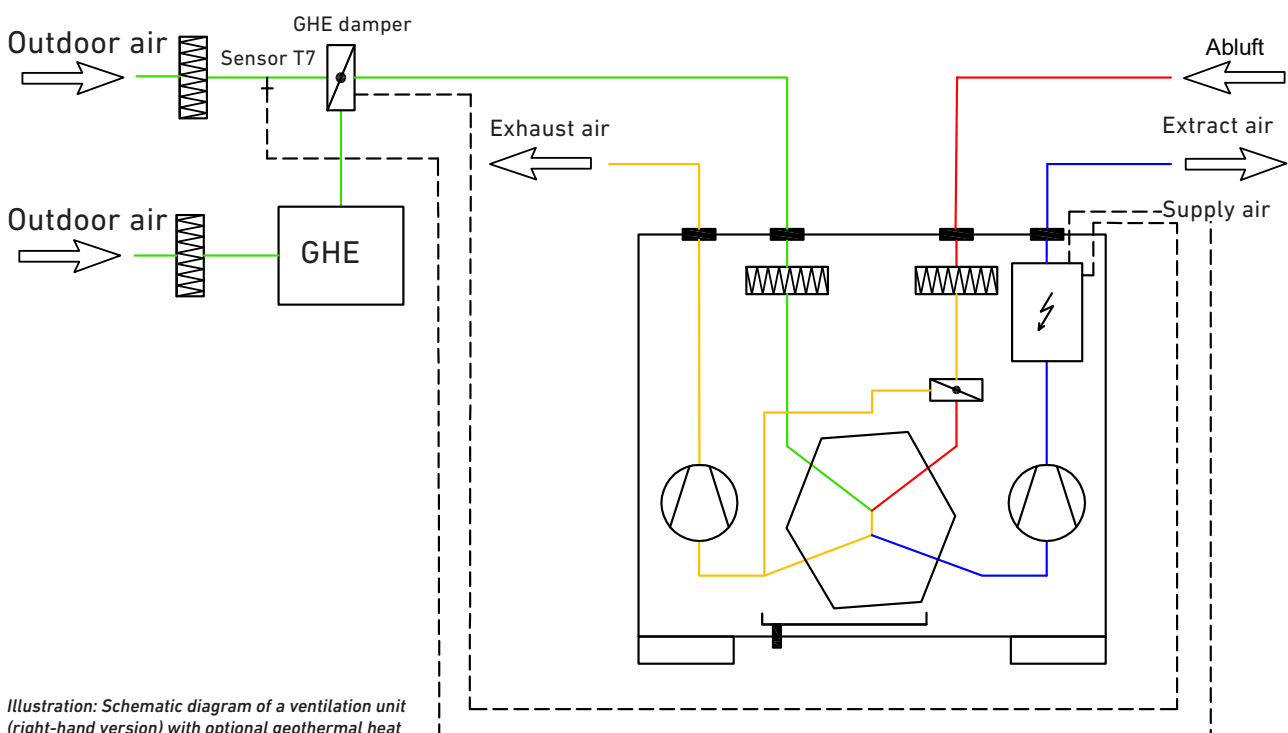 GHE damper
Outdoor air
Sensor T7
Abluft
Exhaust air
Extract air
Outdoor air
Supply air
GHE
Illustration: Schematic diagram of a ventilation unit
(right-hand version) with optional geothermal heat